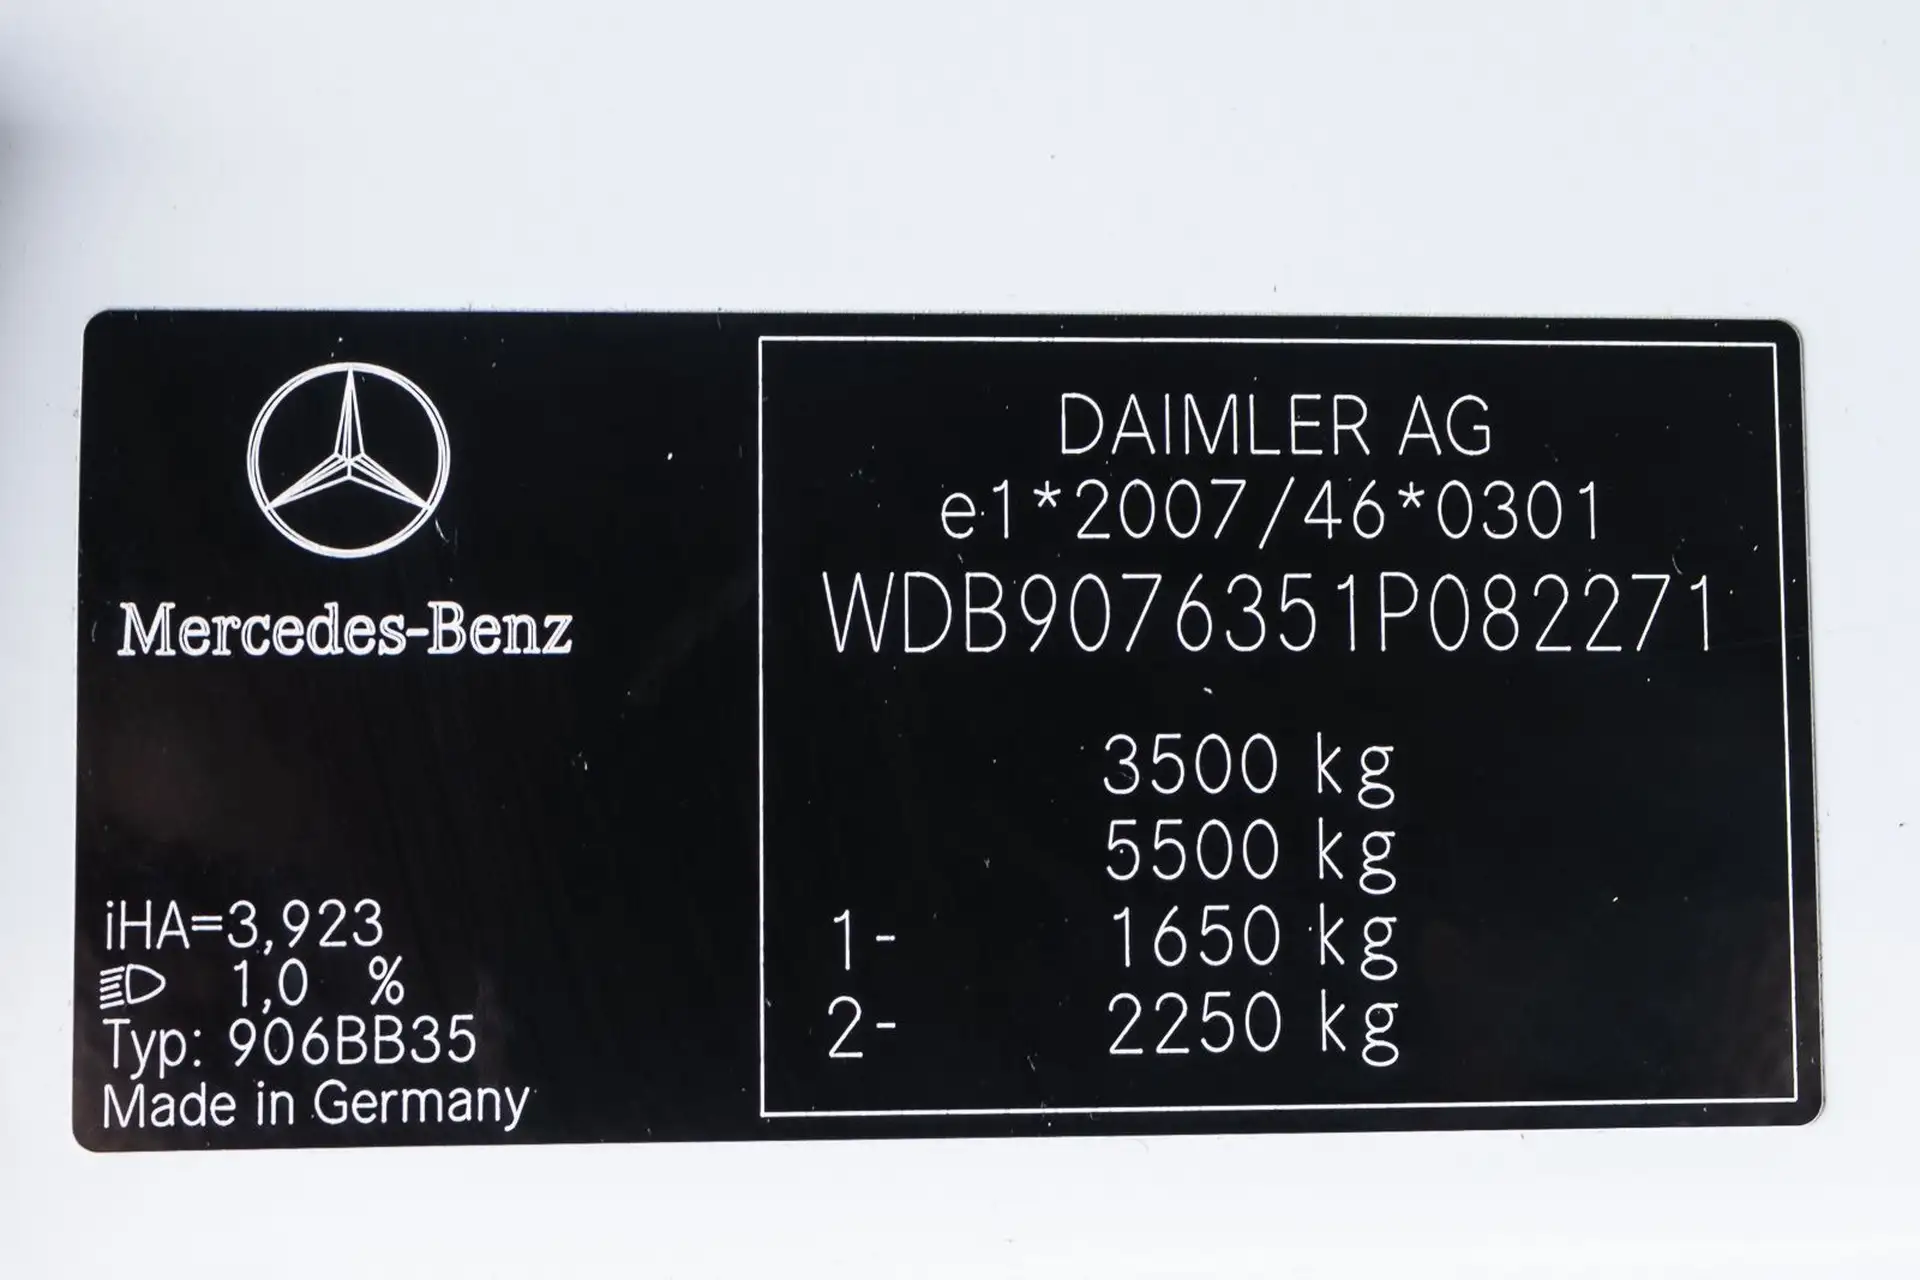 Mercedes-Benz
iHA=3,923
1,0 %
Typ: 906BB35
Made in Germany
DAIMLER AG
e1*2007/46*0301
WDB9076351P082271
3500 kg
5500 kg
1- 1650 kg
2- 2250 kg